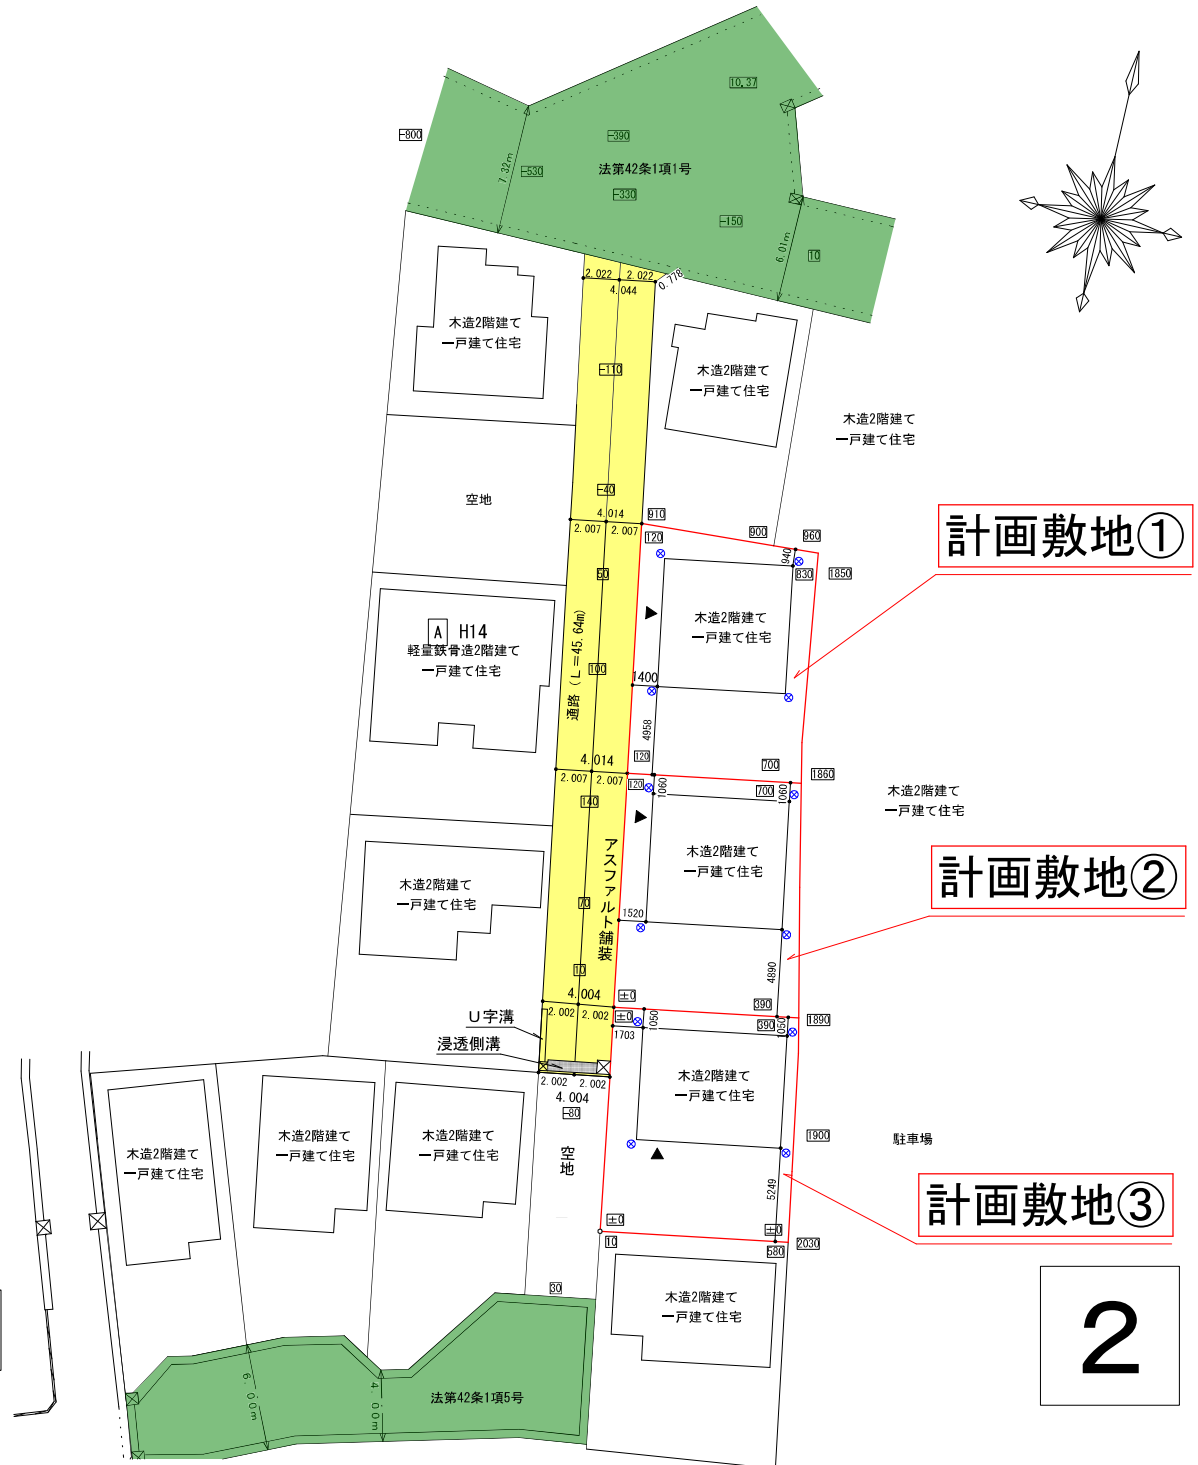 10,37
-800
-390
7.32m
-530
法第42条1項1号
-330
-150
6.01m
10
2.022
2.022
0.778
4.044
木造2階建て
一戸建て住宅
-110
木造2階建て
一戸建て住宅
木造2階建て
一戸建て住宅
空地
-40
4.014
2.007
2.007
910
900
960
計画敷地①
120
940
830
1850
50
木造2階建て
一戸建て住宅
A H14
軽量鉄骨造2階建て
一戸建て住宅
通路（L=45.64m）
100
1400
4958
4.014
120
700
1860
2.007
2.007
120
1060
700
1060
140
木造2階建て
一戸建て住宅
アスファルト舗装
木造2階建て
一戸建て住宅
計画敷地②
木造2階建て
一戸建て住宅
70
1520
10
4890
4.004
±0
390
U字溝
2.002
2.002
±0
1050
390
1050
1890
浸透側溝
1703
2.002
2.002
4.004
-80
木造2階建て
一戸建て住宅
空地
1900
駐車場
木造2階建て
一戸建て住宅
木造2階建て
一戸建て住宅
木造2階建て
一戸建て住宅
5249
計画敷地③
±0
10
±0
580
2030
30
木造2階建て
一戸建て住宅
2
6.00m
4.00m
法第42条1項5号